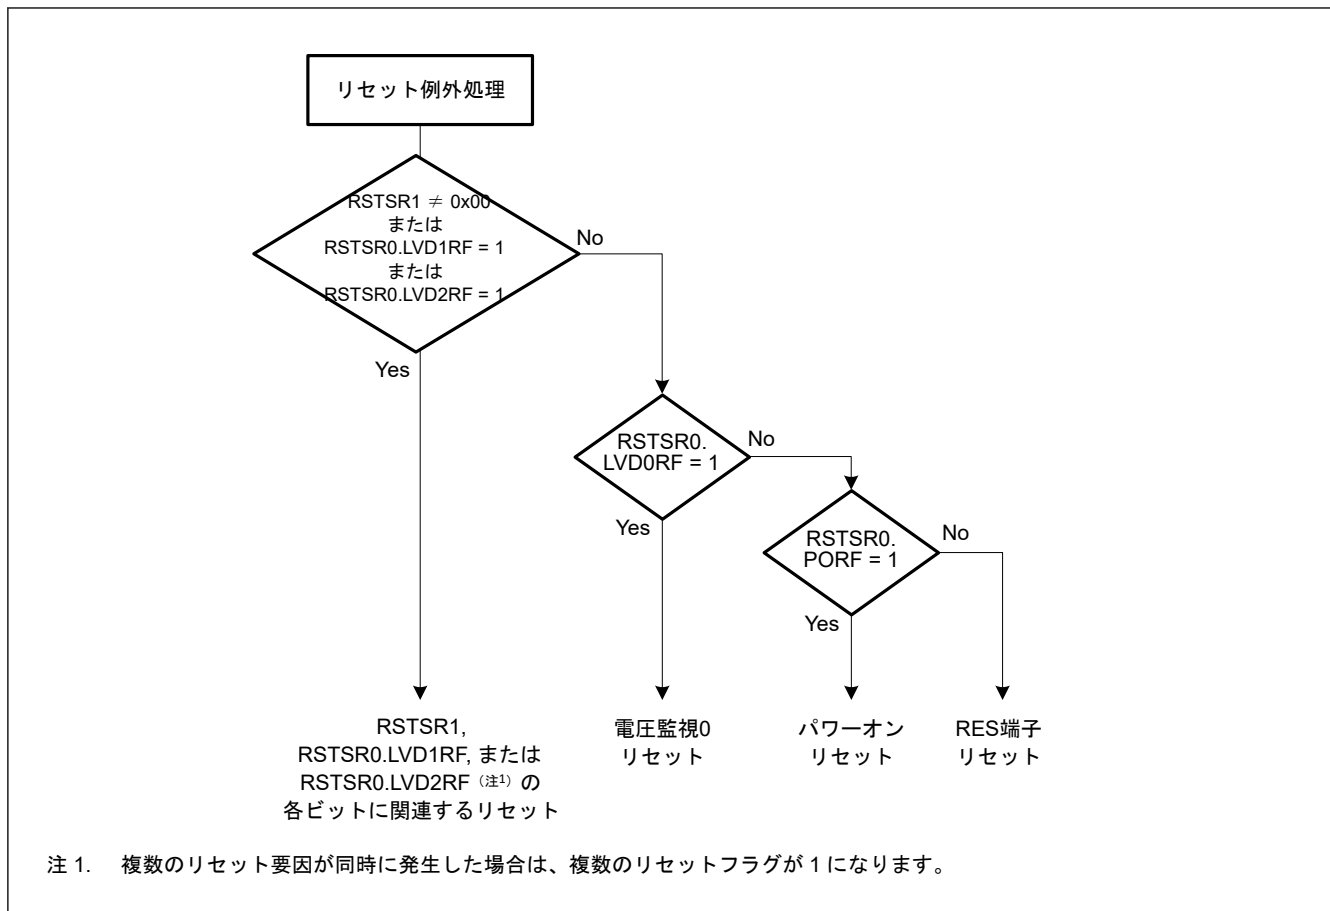 リセット例外処理
RSTSR1 ≠ 0x00
または
RSTSR0.LVD1RF = 1
または
RSTSR0.LVD2RF = 1
No
Yes
RSTSR0.
LVD0RF = 1
No
Yes
RSTSR0.
PORF = 1
No
Yes
RSTSR1,
RSTSR0.LVD1RF, または
RSTSR0.LVD2RF（注1）の
各ビットに関連するリセット
電圧監視0
リセット
パワーオン
リセット
RES端子
リセット
注 1. 複数のリセット要因が同時に発生した場合は、複数のリセットフラグが 1 になります。